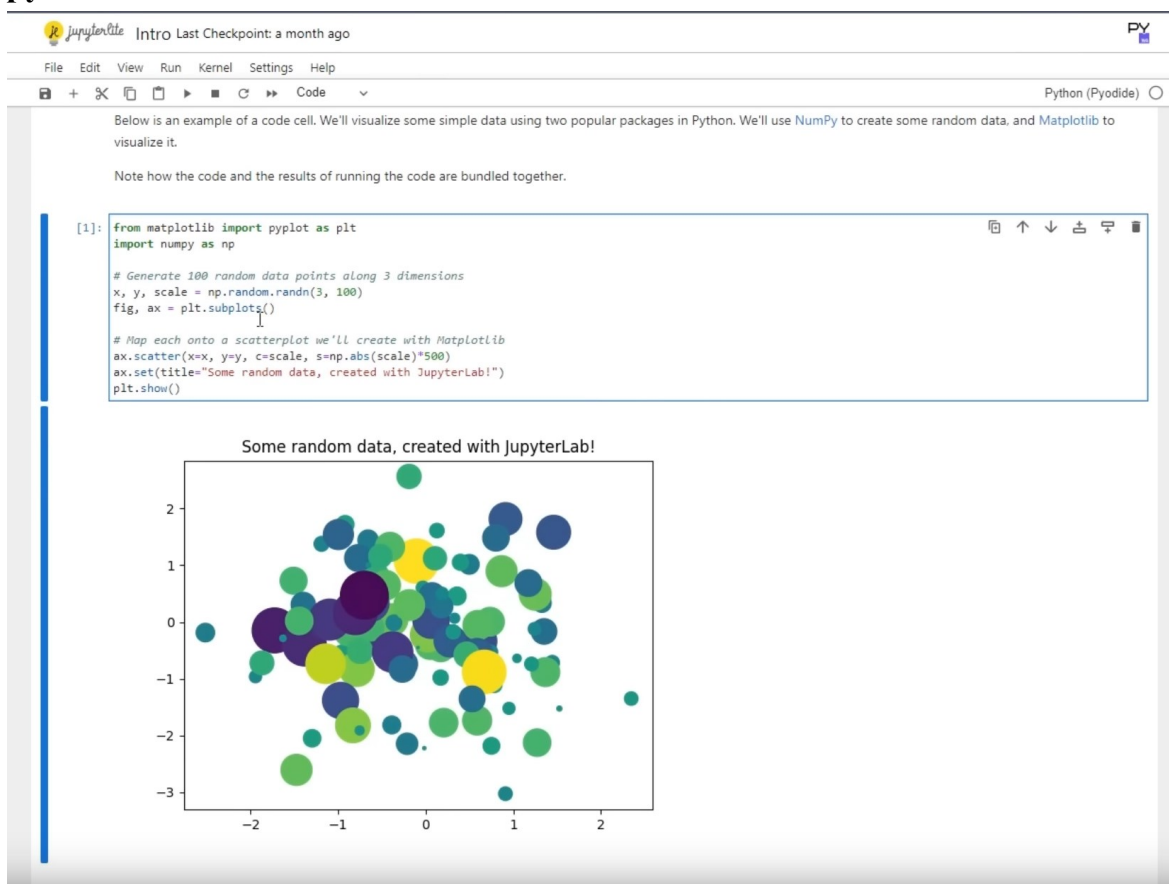 jupyterlite Intro Last Checkpoint: a month ago
PY
File Edit View Run Kernel Settings Help
Code
Python (Pyodide)
Below is an example of a code cell. We'll visualize some simple data using two popular packages in Python. We'll use NumPy to create some random data, and Matplotlib to
visualize it.
Note how the code and the results of running the code are bundled together.
[1]: from matplotlib import pyplot as plt
import numpy as np
# Generate 100 random data points along 3 dimensions
x, y, scale = np.random.randn(3, 100)
fig, ax = plt.subplots()
# Map each onto a scatterplot we'll create with Matplotlib
ax.scatter(x=x, y=y, c=scale, s=np.abs(scale)*500)
ax.set(title="Some random data, created with JupyterLab!")
plt.show()
Some random data, created with JupyterLab!
2
1
0
−1
−2
−3
−2 −1 0 1 2